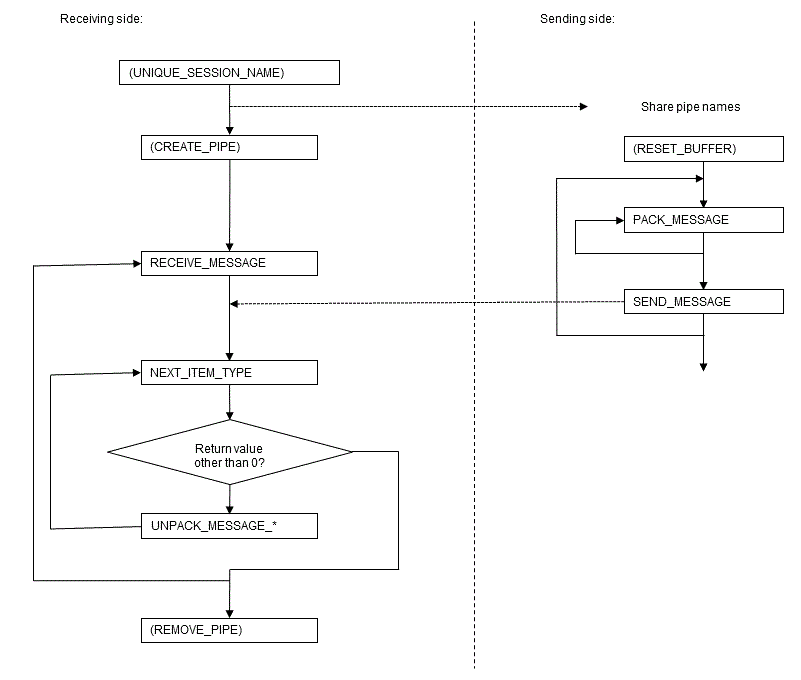 Receiving side:
Sending side:
(UNIQUE_SESSION_NAME)
Share pipe names
(CREATE_PIPE)
(RESET_BUFFER)
PACK_MESSAGE
RECEIVE_MESSAGE
SEND_MESSAGE
NEXT_ITEM_TYPE
Return value
other than 0?
UNPACK_MESSAGE_*
(REMOVE_PIPE)